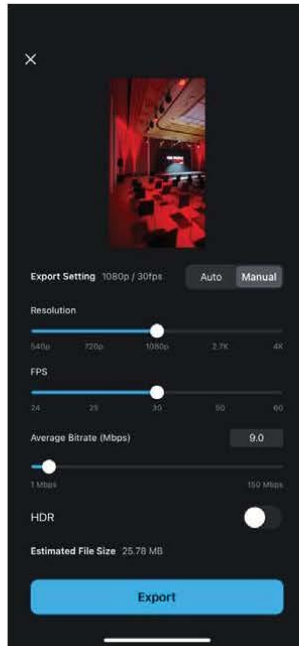 Export Setting 1080p / 30fps Auto Manual
Resolution
540p 720p 1080p 2.7K 4K
FPS
24 25 30 50 60
Average Bitrate (Mbps) 9.0
1 Mbps 150 Mbps
HDR
Estimated File Size 25.78 MB
Export